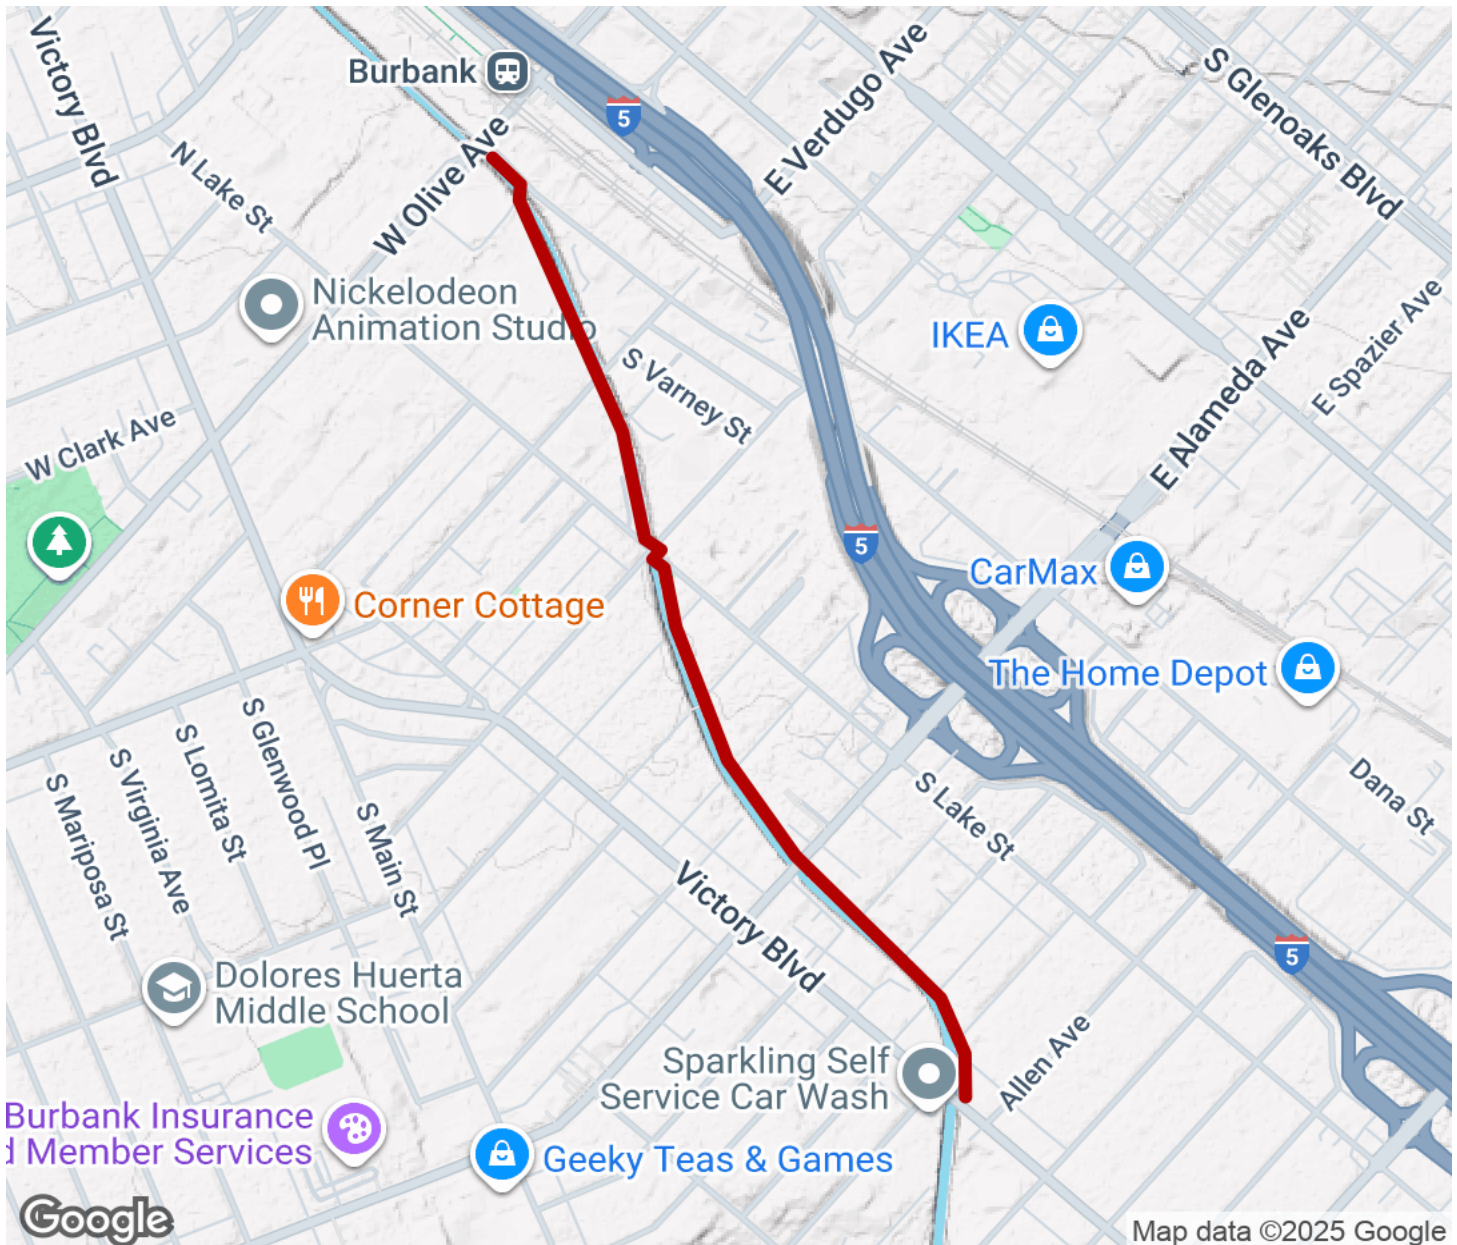 Burbank
5
E Verdugo Ave
S Glenoaks Blvd
Victory Blvd
N Lake St
W Olive Ave
Nickelodeon
Animation Studio
IKEA
E Spazier Ave
E Alameda Ave
S Varney St
W Clark Ave
5
CarMax
Corner Cottage
The Home Depot
S Glenwood Pl
S Lomita St
S Virginia Ave
S Mariposa St
S Main St
S Lake St
Dana St
Victory Blvd
5
Dolores Huerta
Middle School
Sparkling Self
Service Car Wash
Allen Ave
Burbank Insurance
d Member Services
Geeky Teas & Games
Google
Map data ©2025 Google